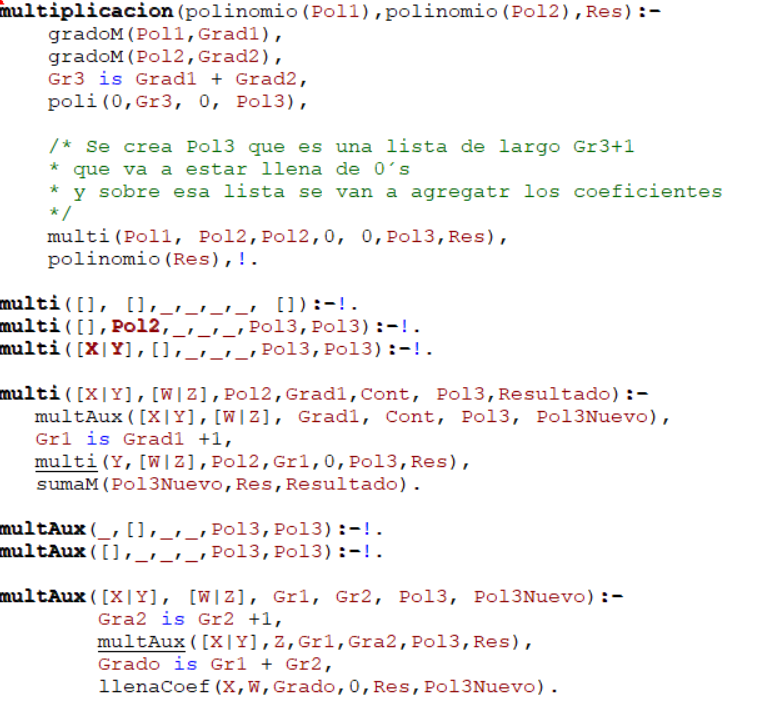 multiplicacion(polinomio(Pol1),polinomio(Pol2),Res):-
gradoM(Pol1,Grad1),
gradoM(Pol2,Grad2),
Gr3 is Grad1 + Grad2,
poli(0,Gr3, 0, Pol3),
/* Se crea Pol3 que es una lista de largo Gr3+1
* que va a estar llena de 0´s
* y sobre esa lista se van a agregatr los coeficientes
*/
multi(Pol1, Pol2,Pol2,0, 0,Pol3,Res),
polinomio(Res),!.
multi([], [],_,_,_,_, []):-!.
multi([],Pol2,_,_,_,Pol3,Pol3):-!.
multi([X|Y],[],_,_,_,Pol3,Pol3):-!.
multi([X|Y],[W|Z],Pol2,Grad1,Cont, Pol3,Resultado):-
multAux([X|Y],[W|Z], Grad1, Cont, Pol3, Pol3Nuevo),
Gr1 is Grad1 +1,
multi(Y,[W|Z],Pol2,Gr1,0,Pol3,Res),
sumaM(Pol3Nuevo,Res,Resultado).
multAux(_,[],_,_,Pol3,Pol3):-!.
multAux([],_,_,_,Pol3,Pol3):-!.
multAux([X|Y], [W|Z], Gr1, Gr2, Pol3, Pol3Nuevo):-
Gra2 is Gr2 +1,
multAux([X|Y],Z,Gr1,Gra2,Pol3,Res),
Grado is Gr1 + Gr2,
llenaCoef(X,W,Grado,0,Res,Pol3Nuevo).